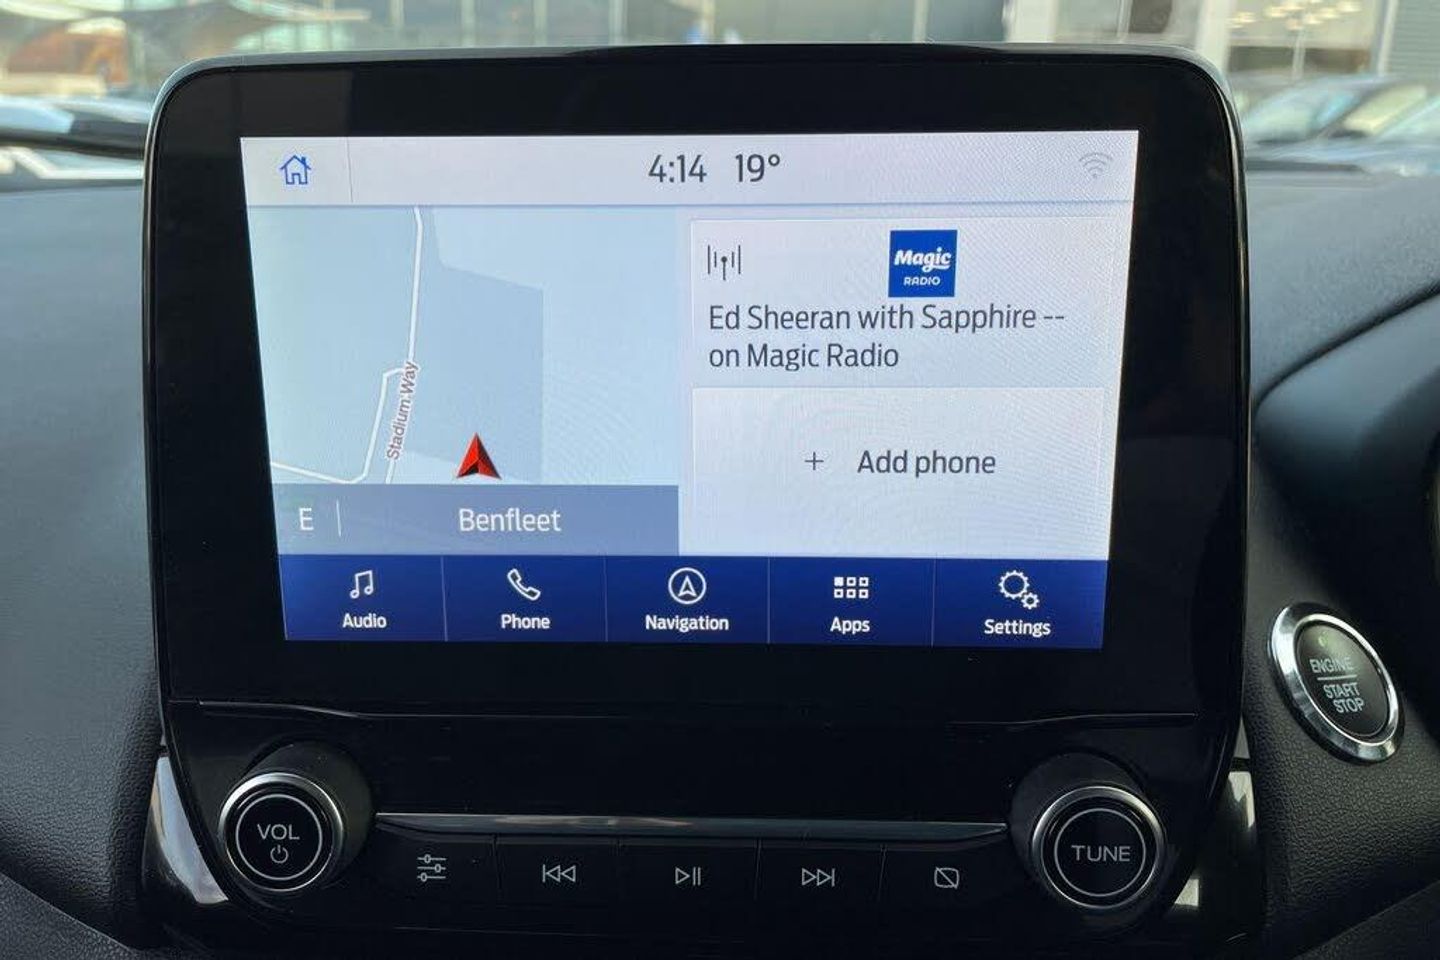 4:14 19°
Magic
RADIO
Ed Sheeran with Sapphire --
on Magic Radio
Stadium Way
+ Add phone
E
Benfleet
Audio
Phone
Navigation
Apps
Settings
ENGINE
START
STOP
VOL
TUNE